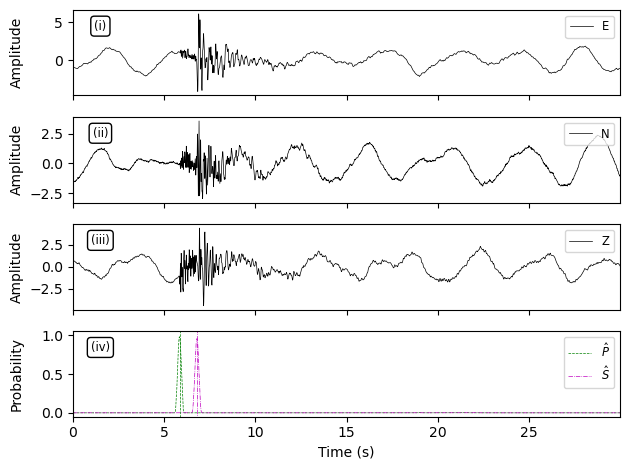 Amplitude
5
0
(i)
E
Amplitude
2.5
0.0
−2.5
(ii)
N
Amplitude
2.5
0.0
−2.5
(iii)
Z
Probability
1.0
0.5
0.0
(iv)
P̂
Ŝ
0 5 10 15 20 25
Time (s)